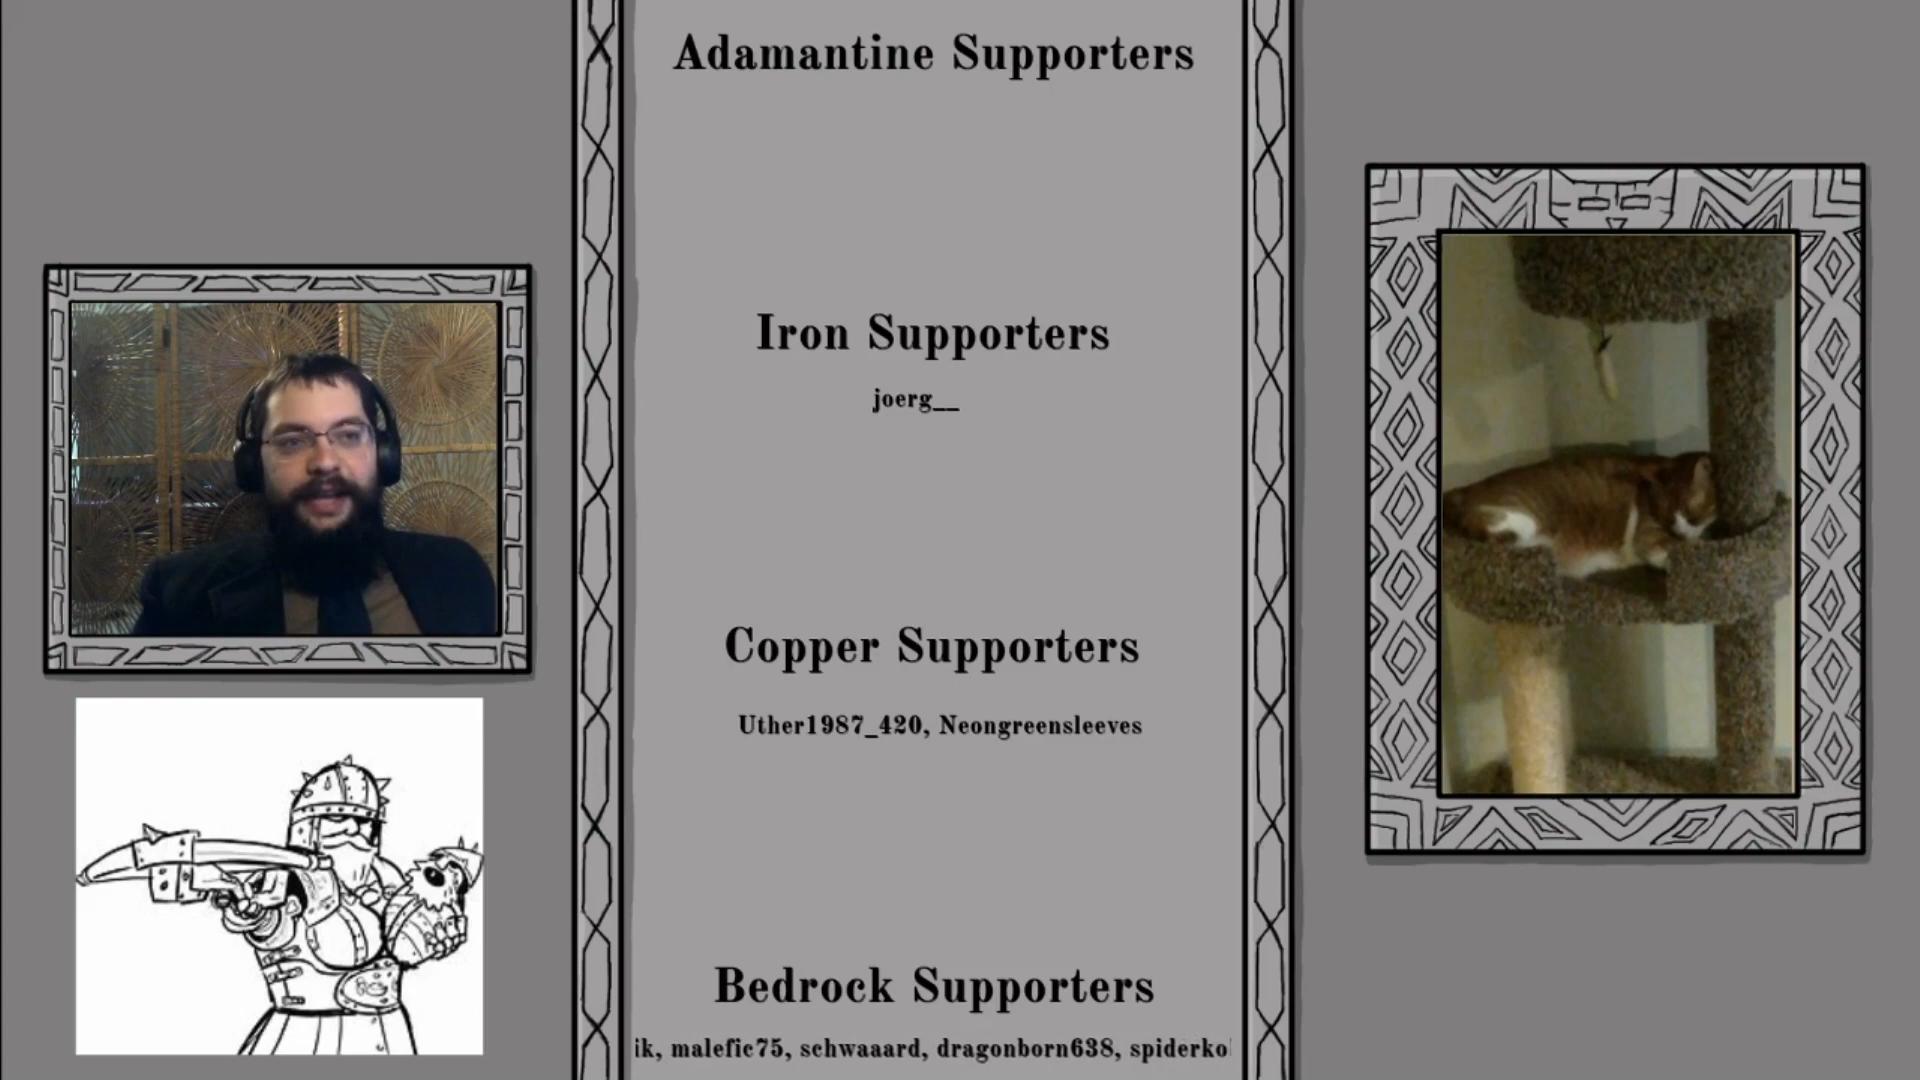 Adamantine Supporters
Iron Supporters
joerg__
Copper Supporters
Uther1987_420, Neongreensleeves
Bedrock Supporters
ik, malefic75, schwaaard, dragonborn638, spiderko